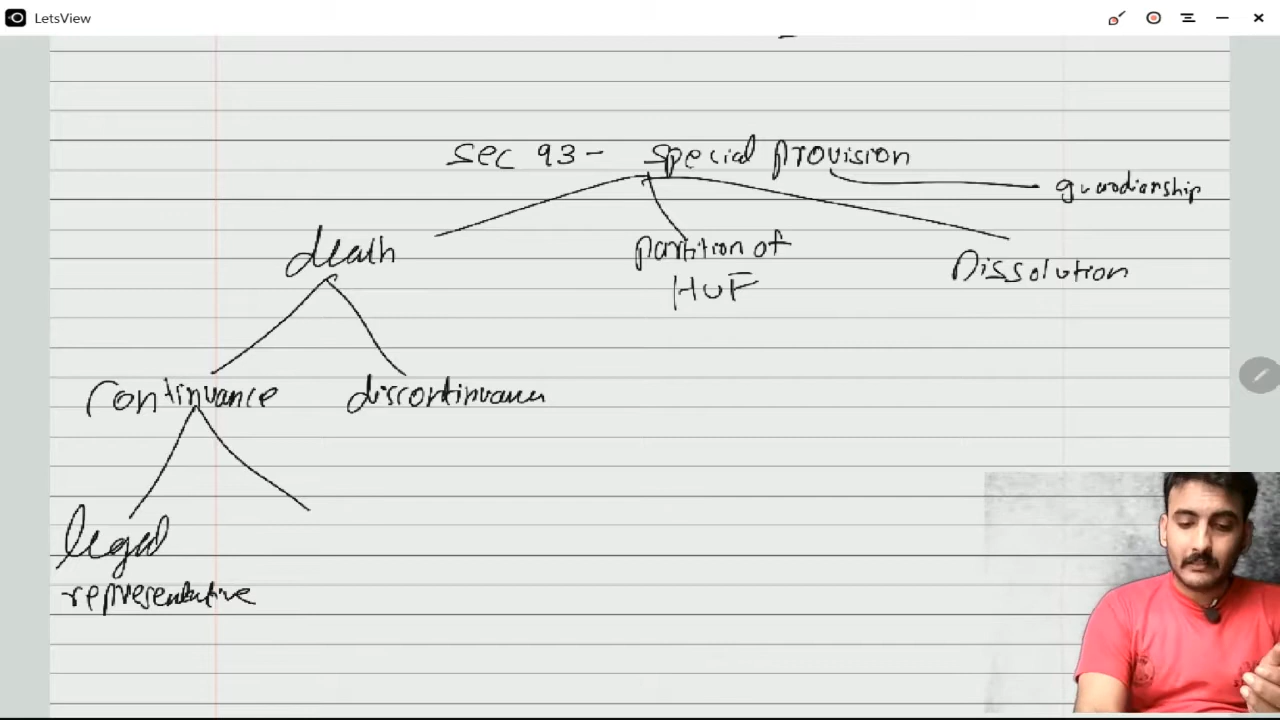 LetsView
Sec 93 - special provision
guardianship
death
partition of
HUF
Dissolution
Continuance
discontinuance
legal
representative